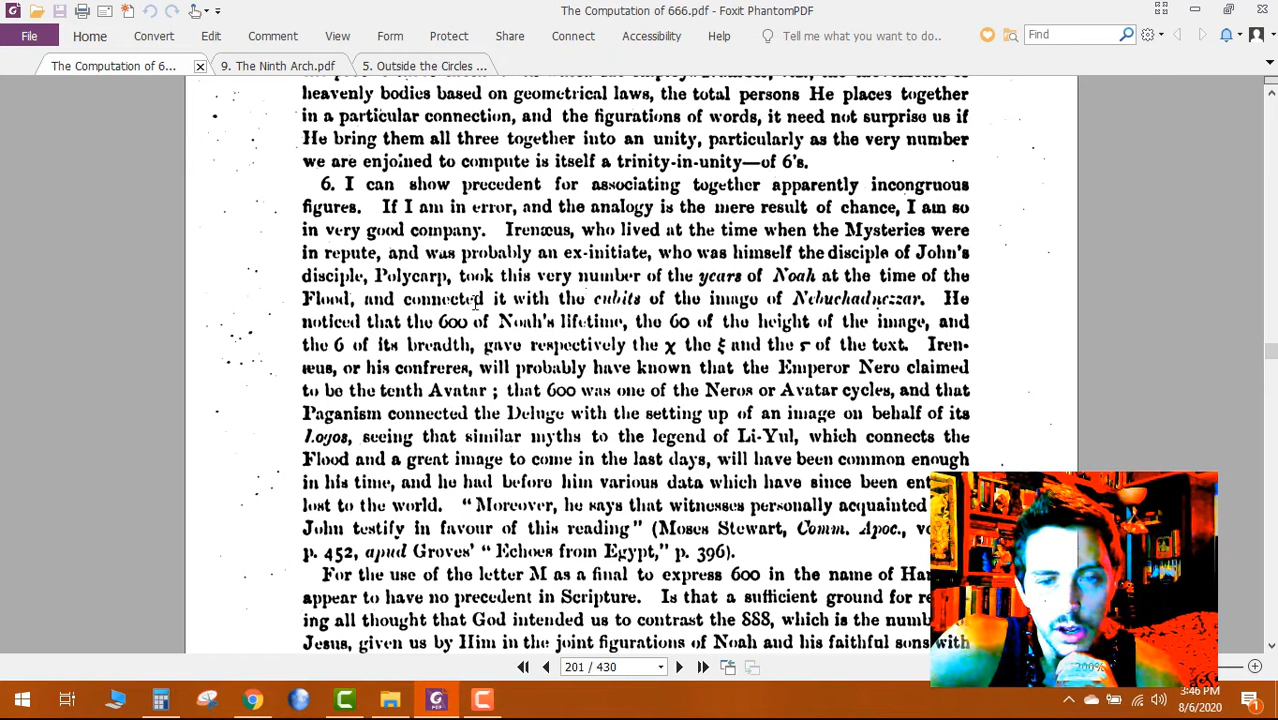 The Computation of 666.pdf - Foxit PhantomPDF
File Home Convert Edit Comment View Form Protect Share Connect Accessibility Help Tell me what you want to do.. Find
The Computation of 6... 9. The Ninth Arch.pdf 5. Outside the Circles ...
heavenly bodies based on geometrical laws, the total persons He places together
in a particular connection, and the figurations of words, it need not surprise us if
He bring them all three together into an unity, particularly as the very number
we are enjoined to compute is itself a trinity-in-unity—of 6's.
6. I can show precedent for associating together apparently incongruous
figures. If I am in error, and the analogy is the mere result of chance, I am so
in very good company. Irenæus, who lived at the time when the Mysteries were
in repute, and was probably an ex-initiate, who was himself the disciple of John's
disciple, Polycarp, took this very number of the years of Noah at the time of the
Flood, and connected it with the cubits of the image of Nebuchadnezzar. He
noticed that the 600 of Noah's lifetime, the 60 of the height of the image, and
the 6 of its breadth, gave respectively the χ the ξ and the ϛ of the text. Iren-
æus, or his confreres, will probably have known that the Emperor Nero claimed
to be the tenth Avatar ; that 600 was one of the Neros or Avatar cycles, and that
Paganism connected the Deluge with the setting up of an image on behalf of its
Logos, seeing that similar myths to the legend of Li-Yul, which connects the
Flood and a great image to come in the last days, will have been common enough
in his time, and he had before him various data which have since been
lost to the world. "Moreover, he says that witnesses personally acquainted
John testify in favour of this reading" (Moses Stewart, Comm. Apoc.,
p. 452, apud Groves' "Echoes from Egypt," p. 396).
For the use of the letter M as a final to express 600 in the name of
appear to have no precedent in Scripture. Is that a sufficient ground for
ing all thought that God intended us to contrast the 888, which is the
Jesus, given us by Him in the joint figurations of Noah and his faithful sons with
201 / 430
200%
3:46 PM
8/6/2020